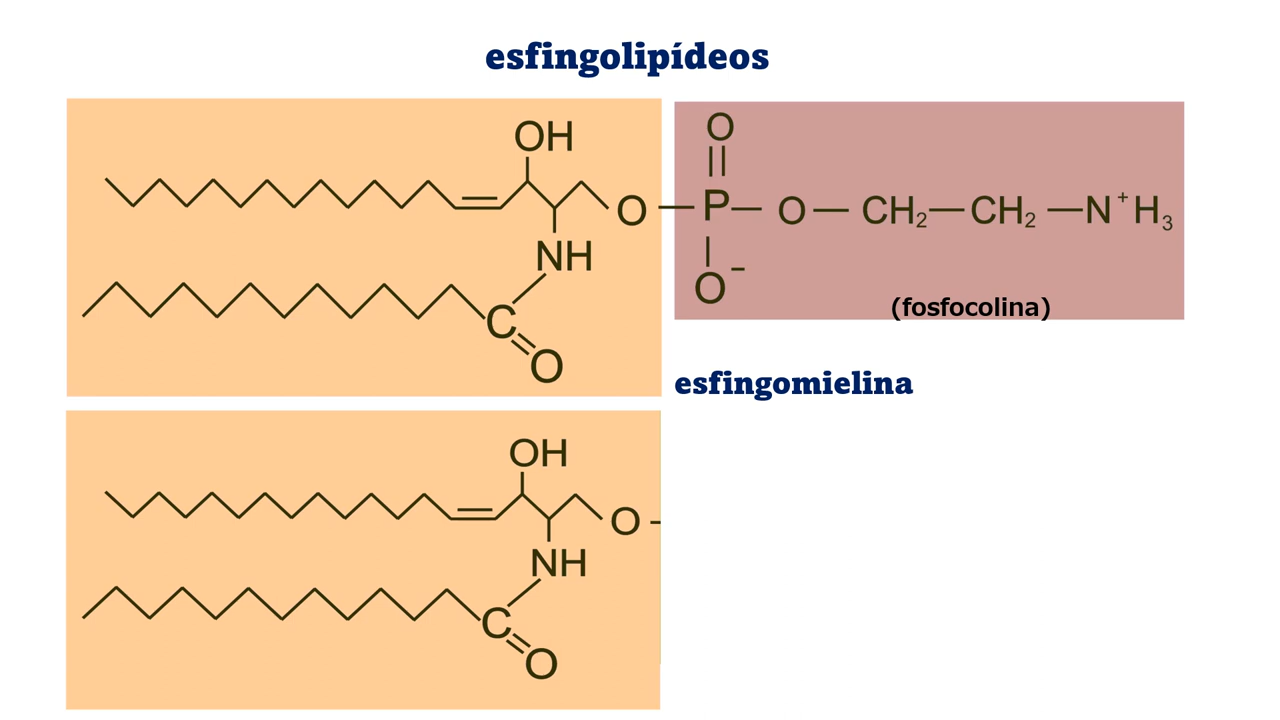 esfingolipídeos
OH
O
NH
C
O
O
P
O
CH₂
CH₂
N⁺H₃
O⁻
(fosfocolina)
esfingomielina
OH
O
NH
C
O